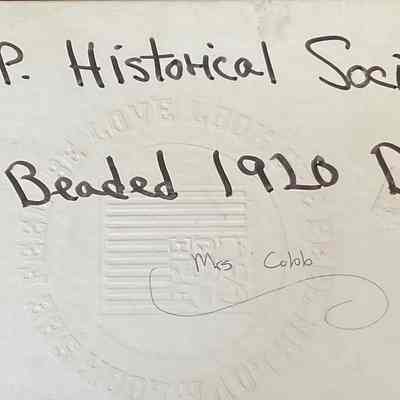 P. Historical Soci
Beaded 1920 D
Mrs Cobb